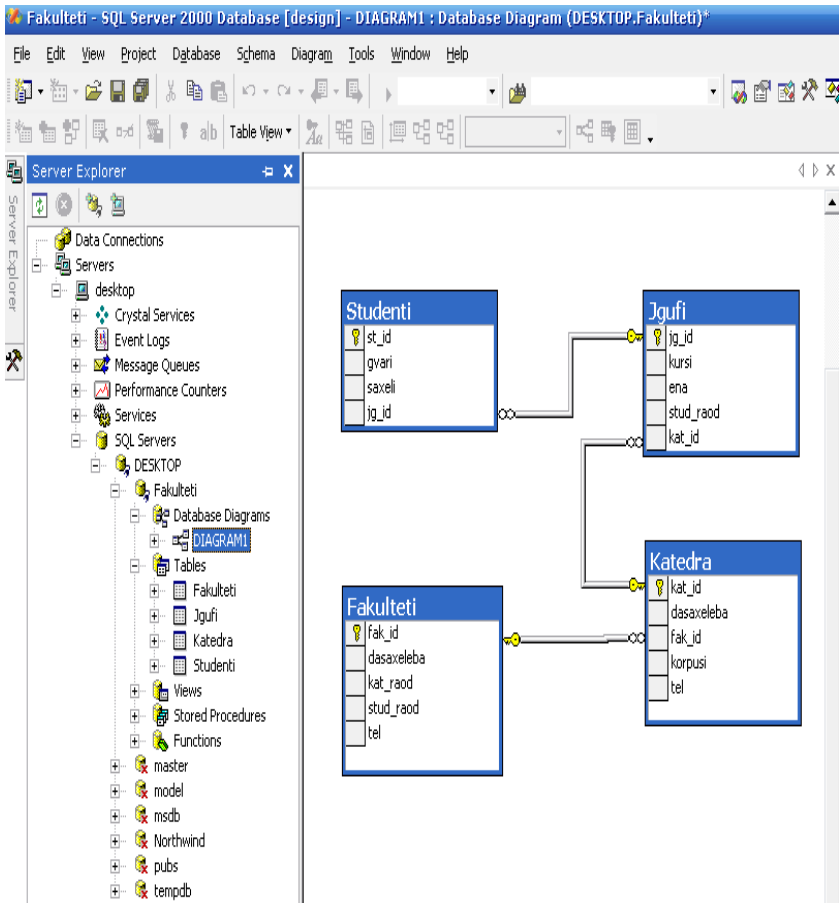 Fakulteti - SQL Server 2000 Database [design] - DIAGRAM1 : Database Diagram (DESKTOP.Fakulteti)*
File Edit View Project Database Schema Diagram Tools Window Help
a|b Table View
Server Explorer
Server Explorer
Data Connections
Servers
desktop
Crystal Services
Event Logs
Message Queues
Performance Counters
Services
SQL Servers
DESKTOP
Fakulteti
Database Diagrams
DIAGRAM1
Tables
Fakulteti
Jgufi
Katedra
Studenti
Views
Stored Procedures
Functions
master
model
msdb
Northwind
pubs
tempdb
Studenti
st_id
gvari
saxeli
jg_id
Jgufi
jg_id
kursi
ena
stud_raod
kat_id
Fakulteti
fak_id
dasaxeleba
kat_raod
stud_raod
tel
Katedra
kat_id
dasaxeleba
fak_id
korpusi
tel